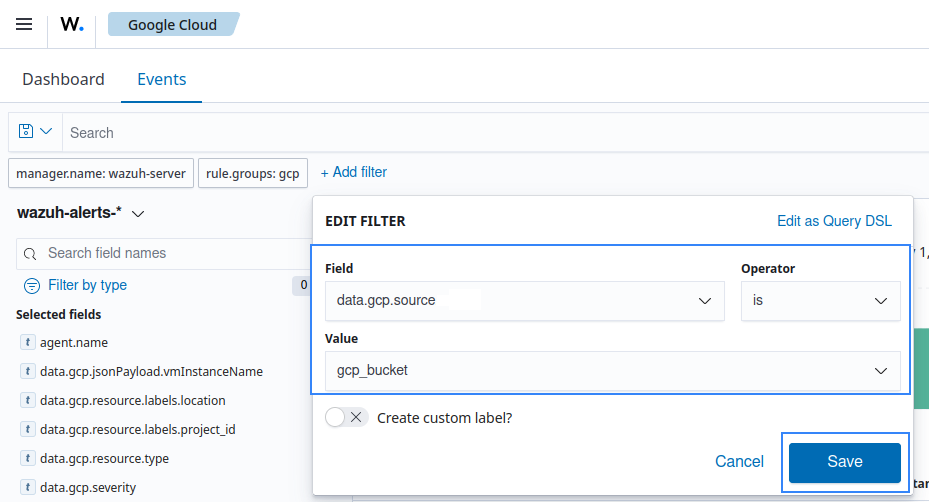 W. Google Cloud
Dashboard Events
Search
manager.name: wazuh-server rule.groups: gcp + Add filter
wazuh-alerts-*
Search field names
Filter by type 0
Selected fields
t agent.name
t data.gcp.jsonPayload.vmInstanceName
t data.gcp.resource.labels.location
t data.gcp.resource.labels.project_id
t data.gcp.resource.type
t data.gcp.severity
EDIT FILTER Edit as Query DSL
Field Operator
data.gcp.source is
Value
gcp_bucket
Create custom label?
Cancel Save
1,